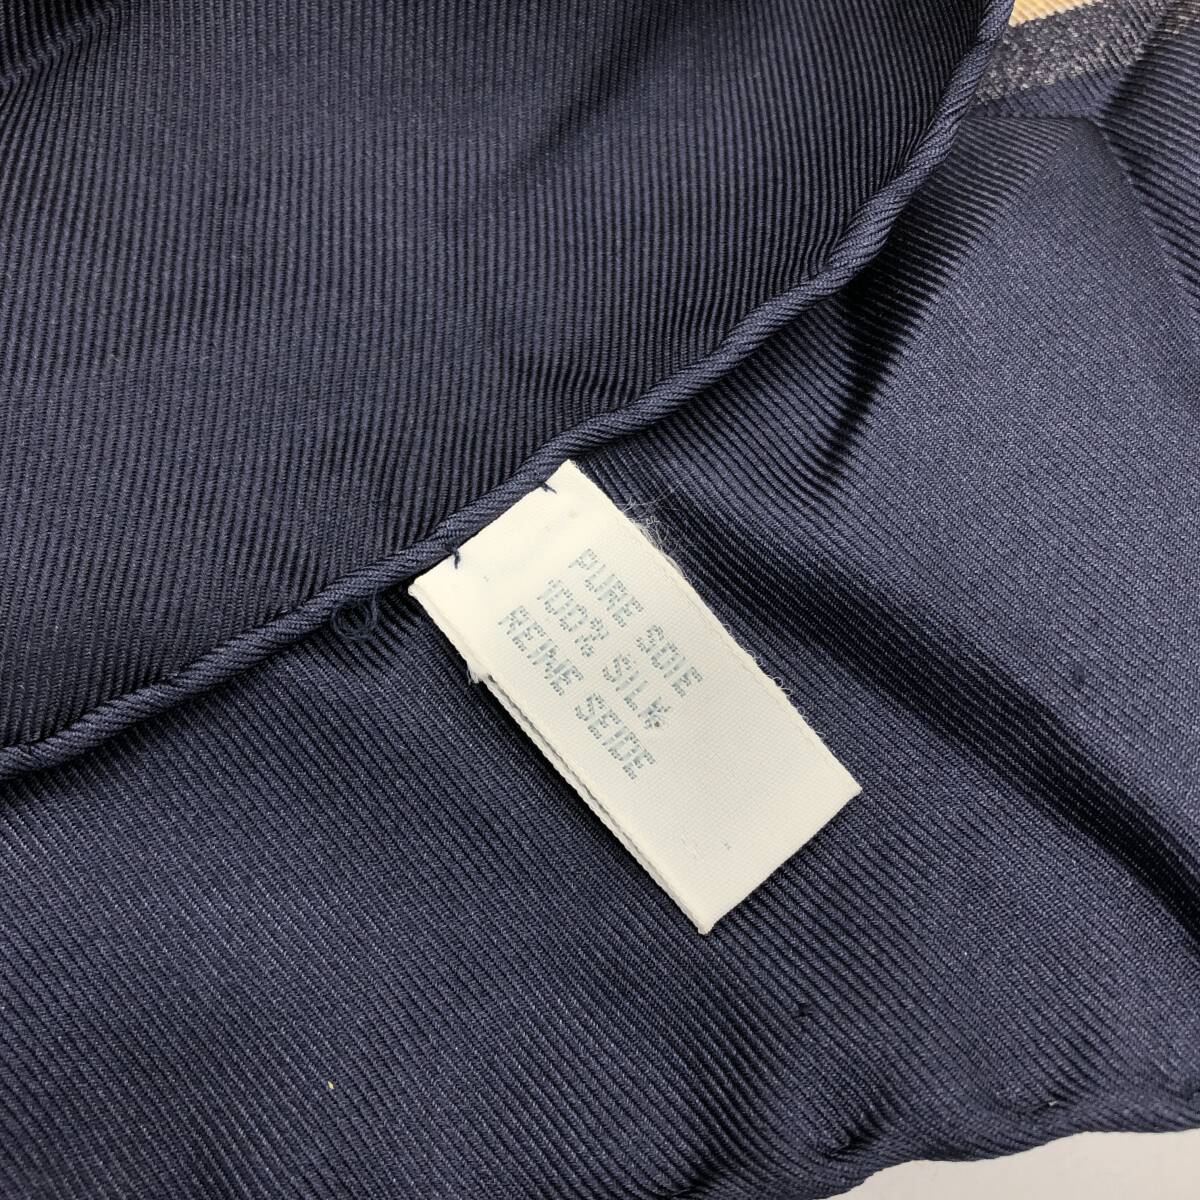 PURE SOIE
100% SILK
REINE SEIDE